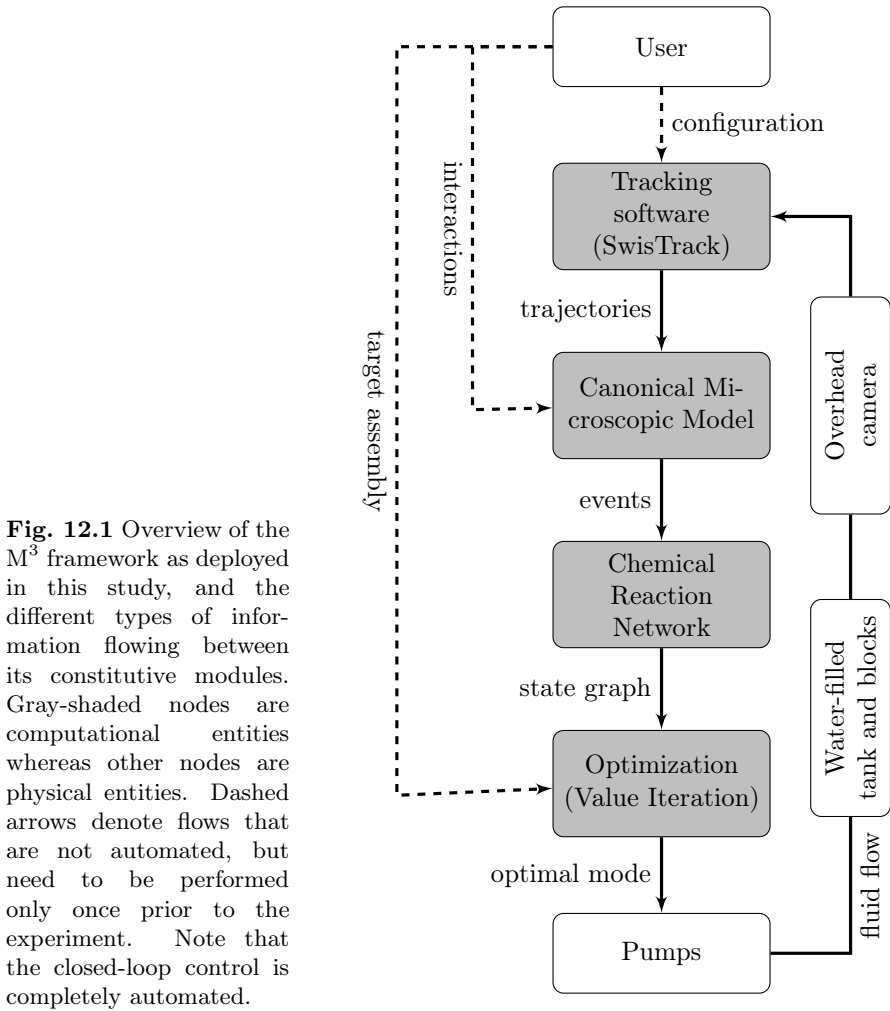 User
configuration
Tracking
software
(SwisTrack)
interactions
trajectories
target assembly
Canonical Mi-
croscopic Model
Overhead
camera
events
Chemical
Reaction
Network
state graph
Water-filled
tank and blocks
Optimization
(Value Iteration)
optimal mode
fluid flow
Pumps
Fig. 12.1 Overview of the
M³ framework as deployed
in this study, and the
different types of infor-
mation flowing between
its constitutive modules.
Gray-shaded nodes are
computational entities
whereas other nodes are
physical entities. Dashed
arrows denote flows that
are not automated, but
need to be performed
only once prior to the
experiment. Note that
the closed-loop control is
completely automated.